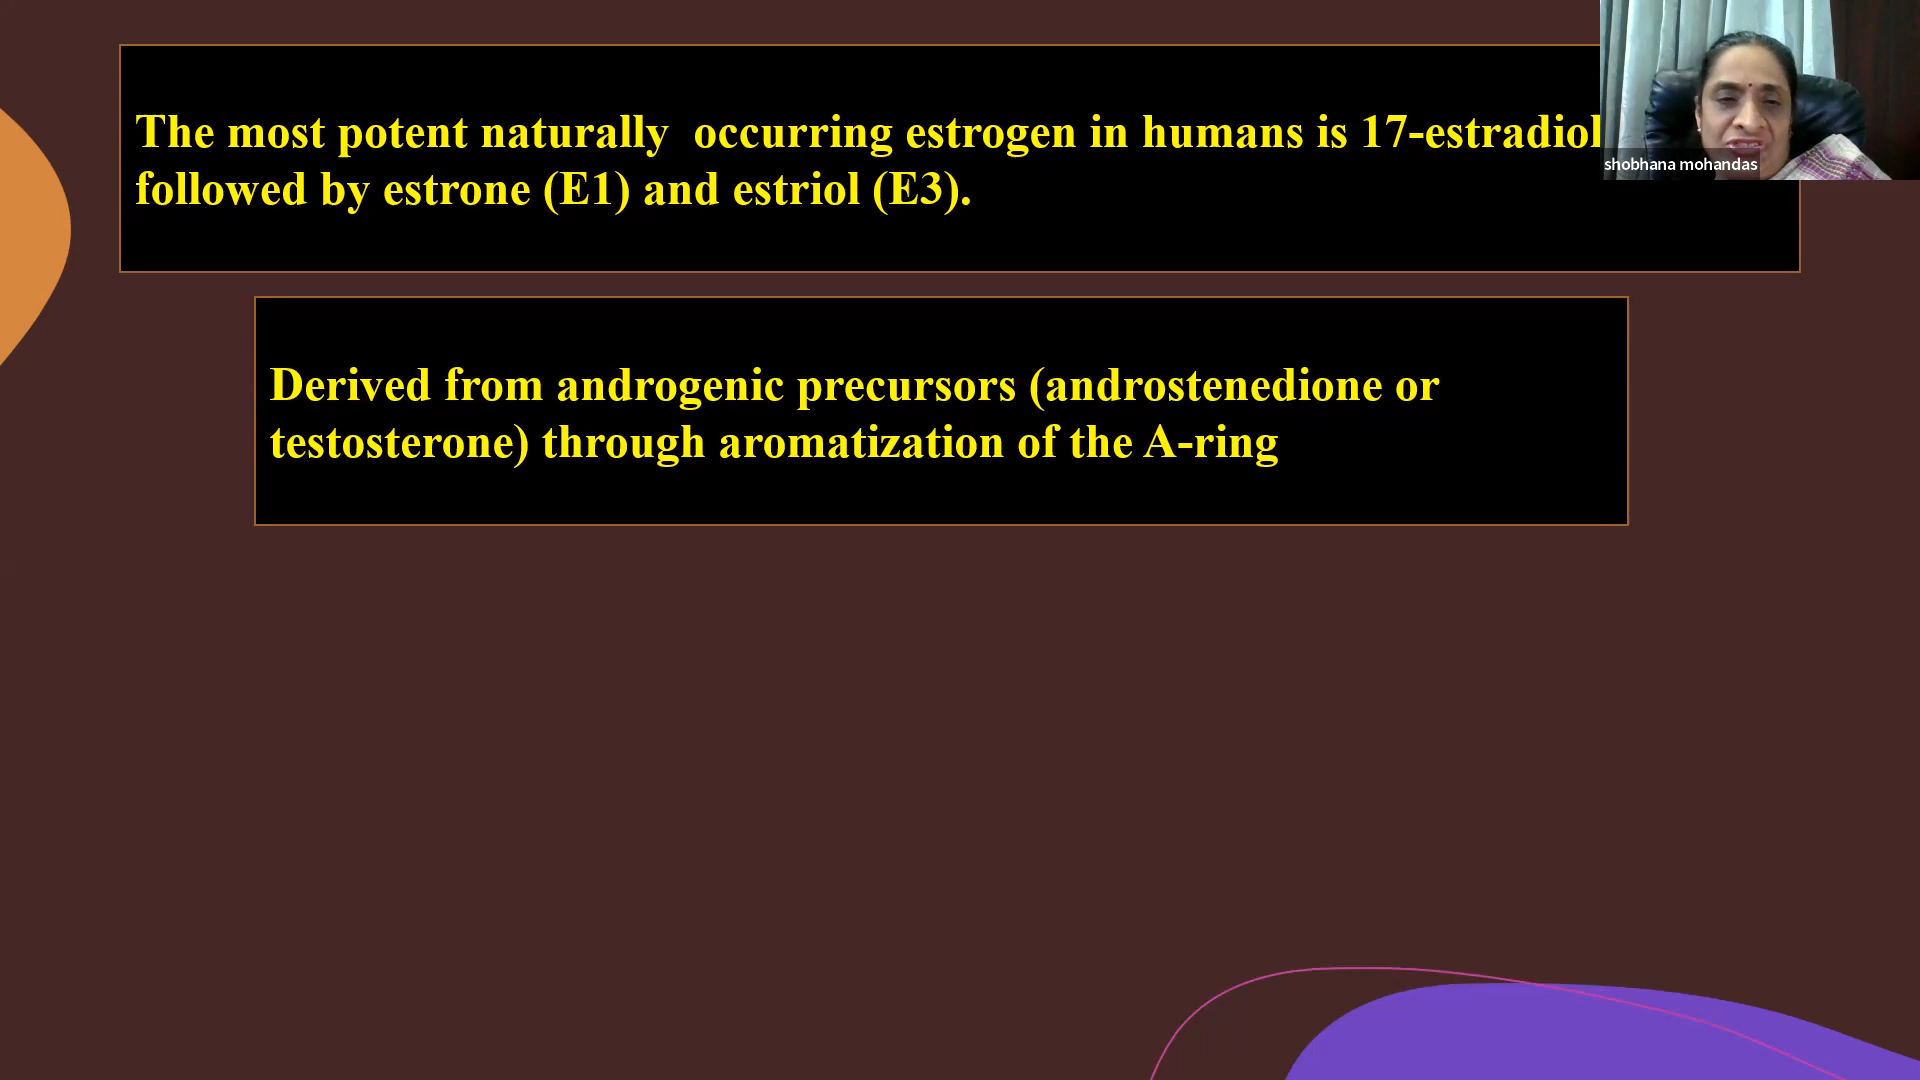 The most potent naturally  occurring estrogen in humans is 17-estradiol
followed by estrone (E1) and estriol (E3).
shobhana mohandas
Derived from androgenic precursors (androstenedione or
testosterone) through aromatization of the A-ring